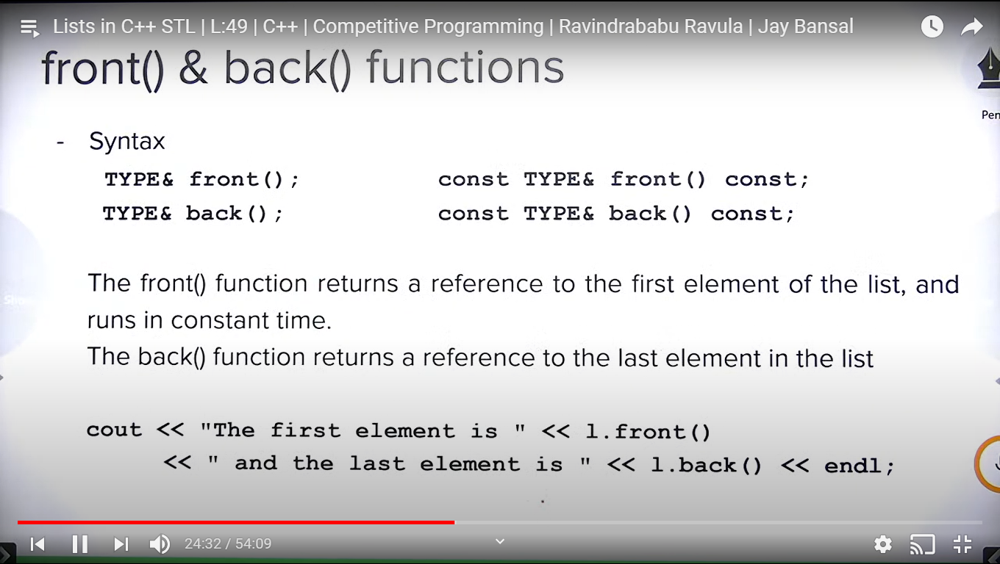 Lists in C++ STL | L:49 | C++ | Competitive Programming | Ravindrababu Ravula | Jay Bansal
front() & back() functions
Pen
- Syntax
TYPE& front(); const TYPE& front() const;
TYPE& back(); const TYPE& back() const;
The front() function returns a reference to the first element of the list, and
runs in constant time.
The back() function returns a reference to the last element in the list
cout << "The first element is " << l.front()
<< " and the last element is " << l.back() << endl;
24:32 / 54:09